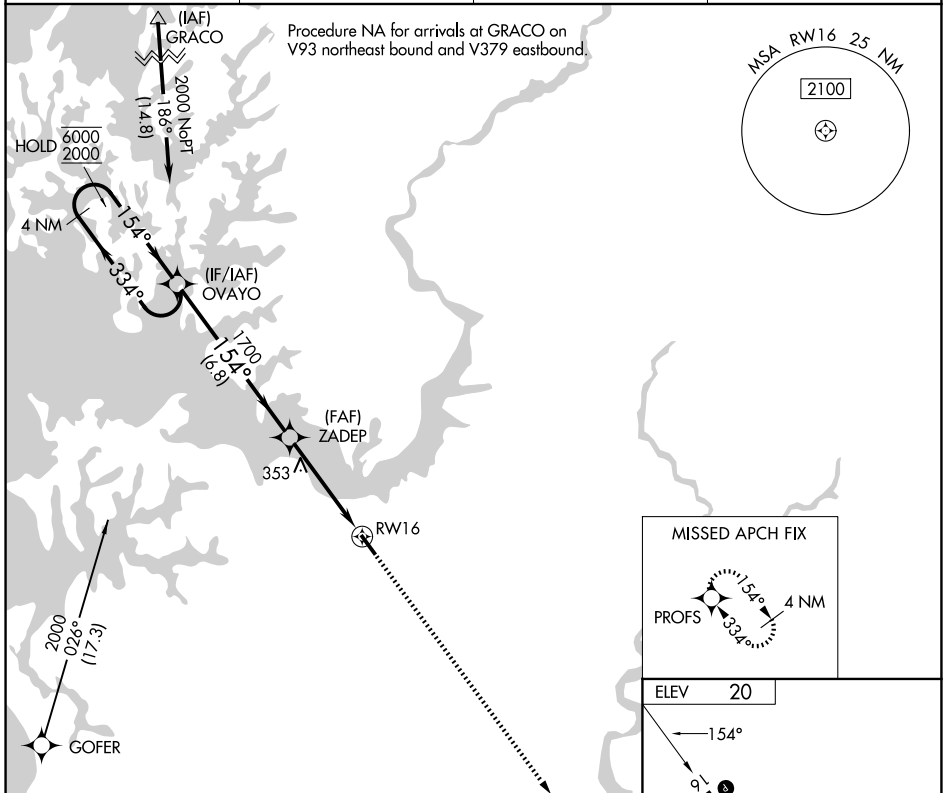 (IAF)
GRACO
Procedure NA for arrivals at GRACO on
V93 northeast bound and V379 eastbound.
MSA RW16 25 NM
2100
2000 NoPT
186°
(14.8)
HOLD 6000
2000
4 NM
154°
334°
(IF/IAF)
OVAYO
1700
154°
(6.8)
(FAF)
ZADEP
353
RW16
MISSED APCH FIX
PROFS
154°
334°
4 NM
2000
026°
(17.3)
GOFER
ELEV 20
154°
16
P